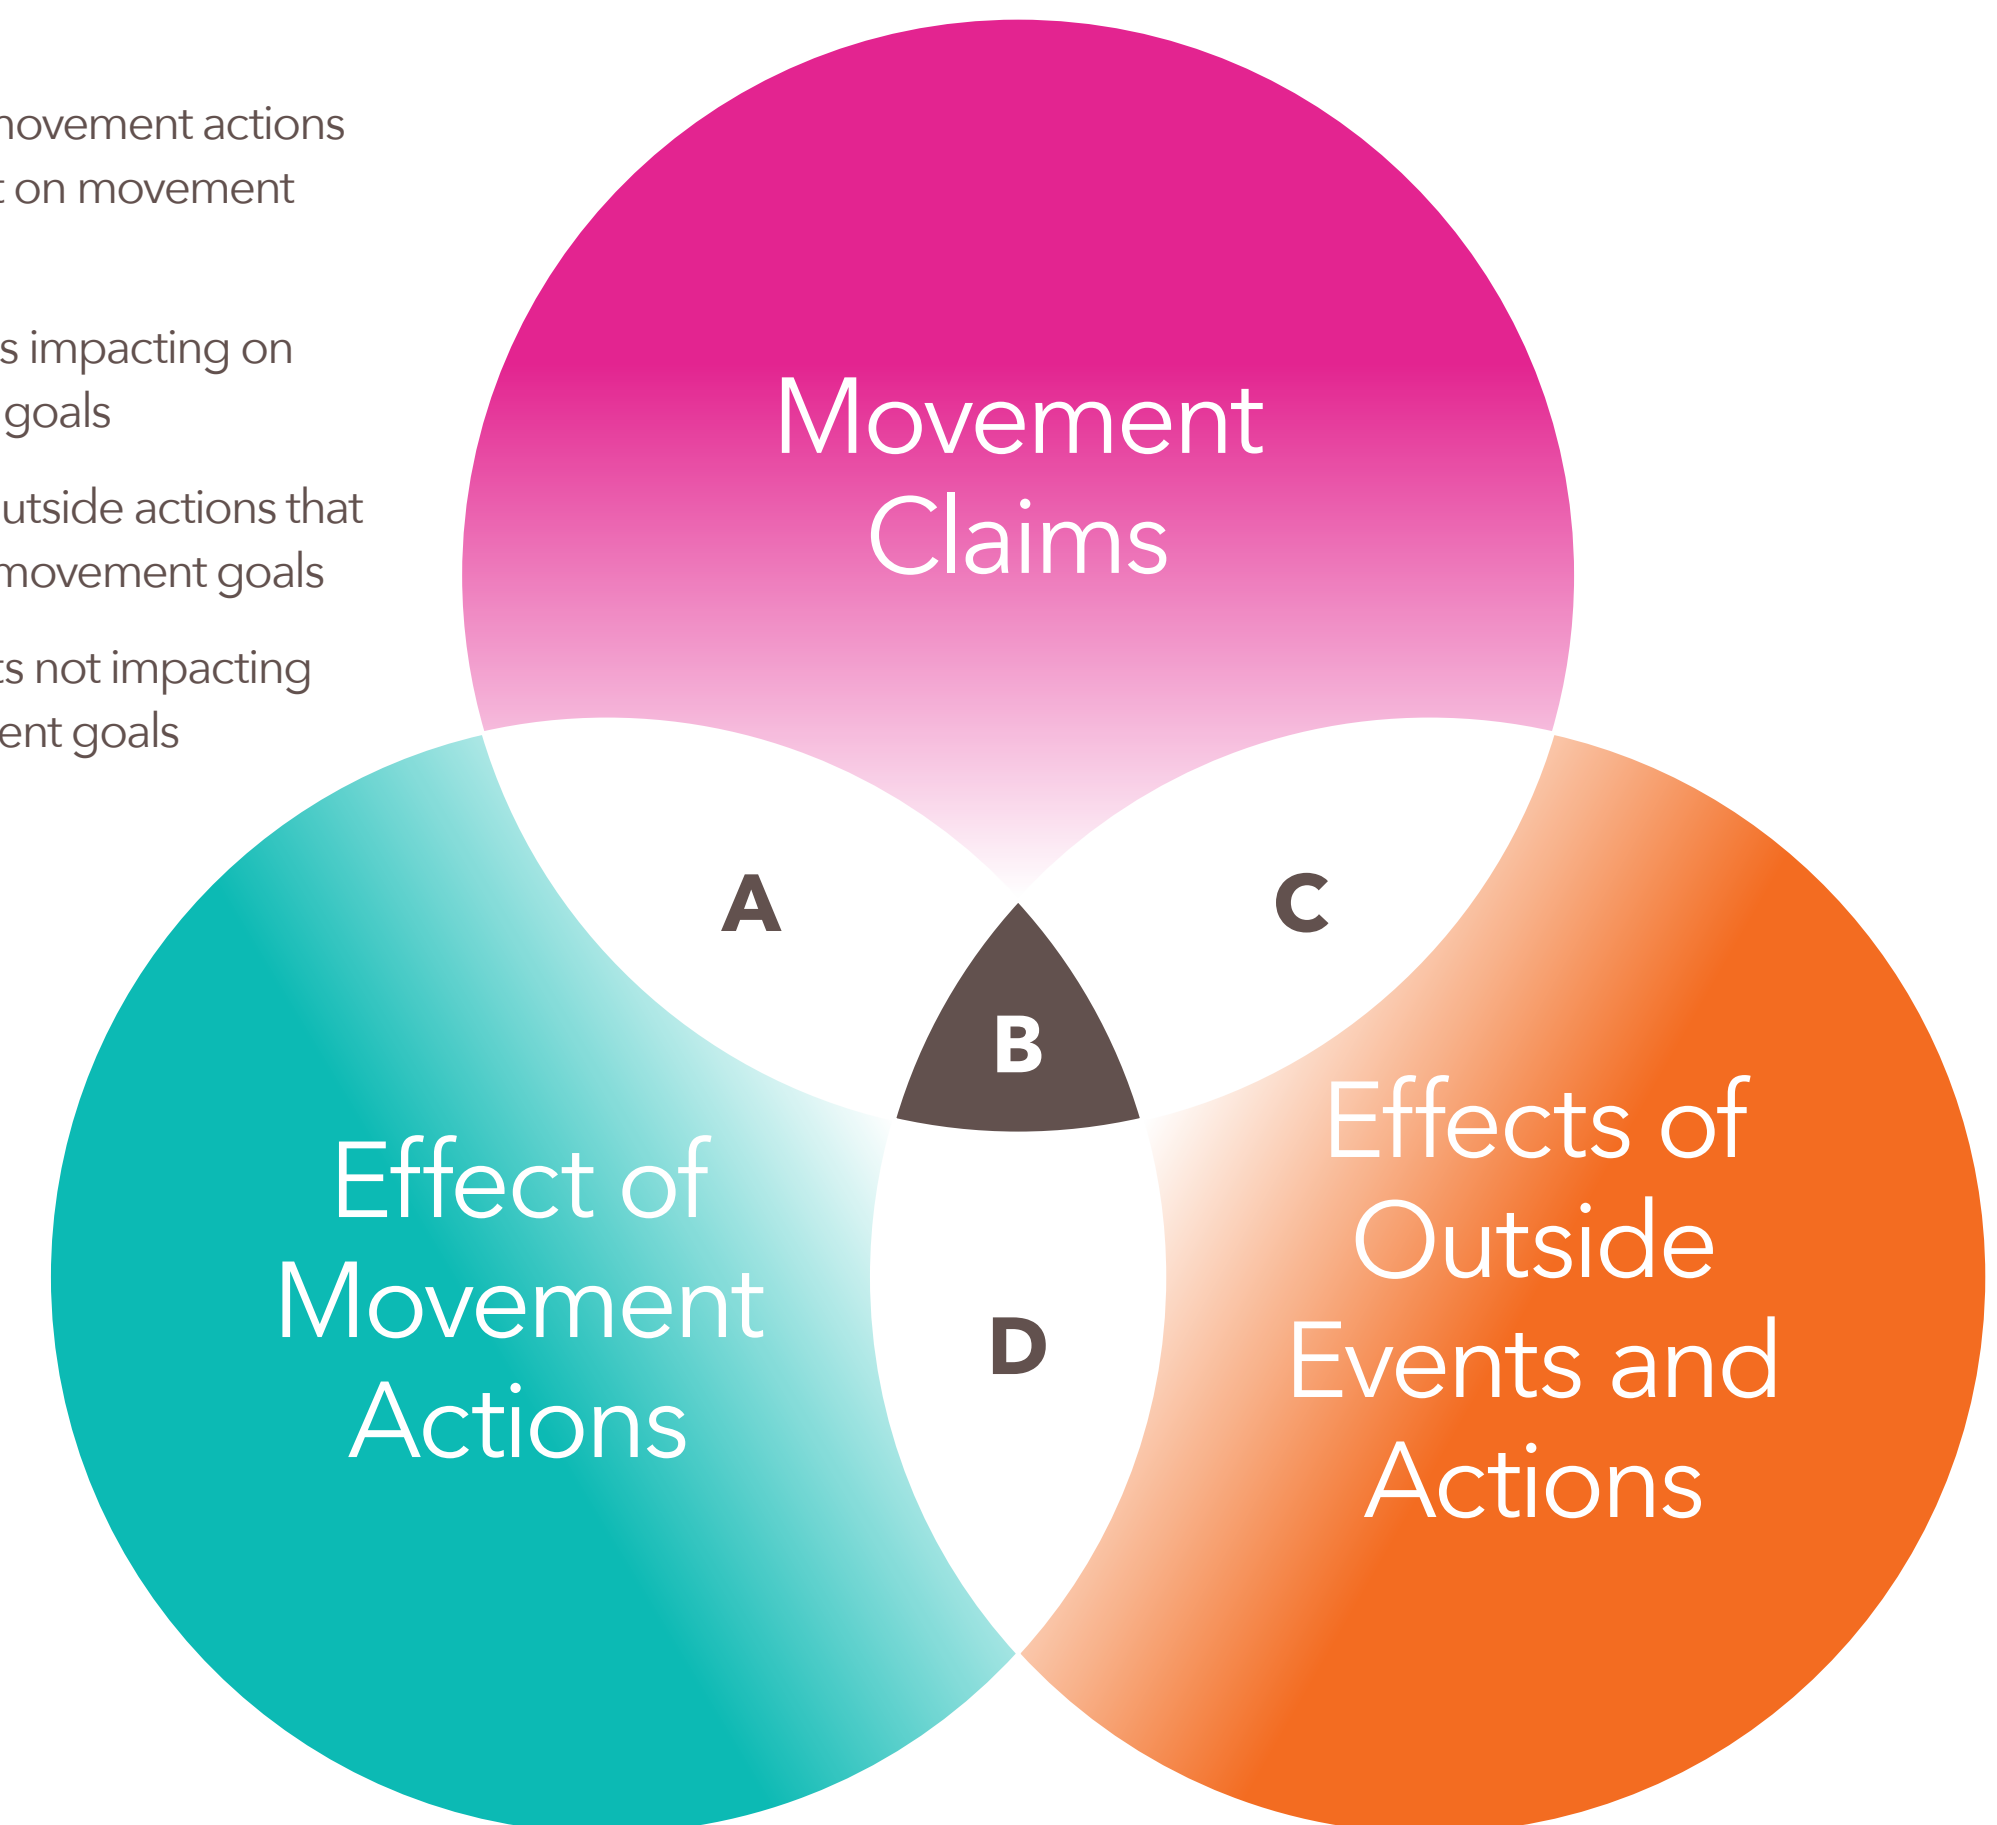 movement actions
t on movement
s impacting on
goals
utside actions that
movement goals
ts not impacting
ent goals
Movement
Claims
A
C
B
D
Effect of
Movement
Actions
Effects of
Outside
Events and
Actions